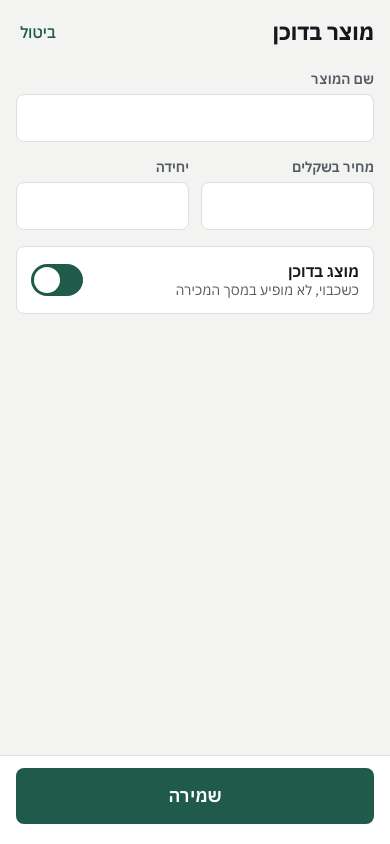 מוצר בדוכן
ביטול
שם המוצר
מחיר בשקלים
יחידה
מוצג בדוכן
כשכבוי, לא מופיע במסך המכירה
שמירה